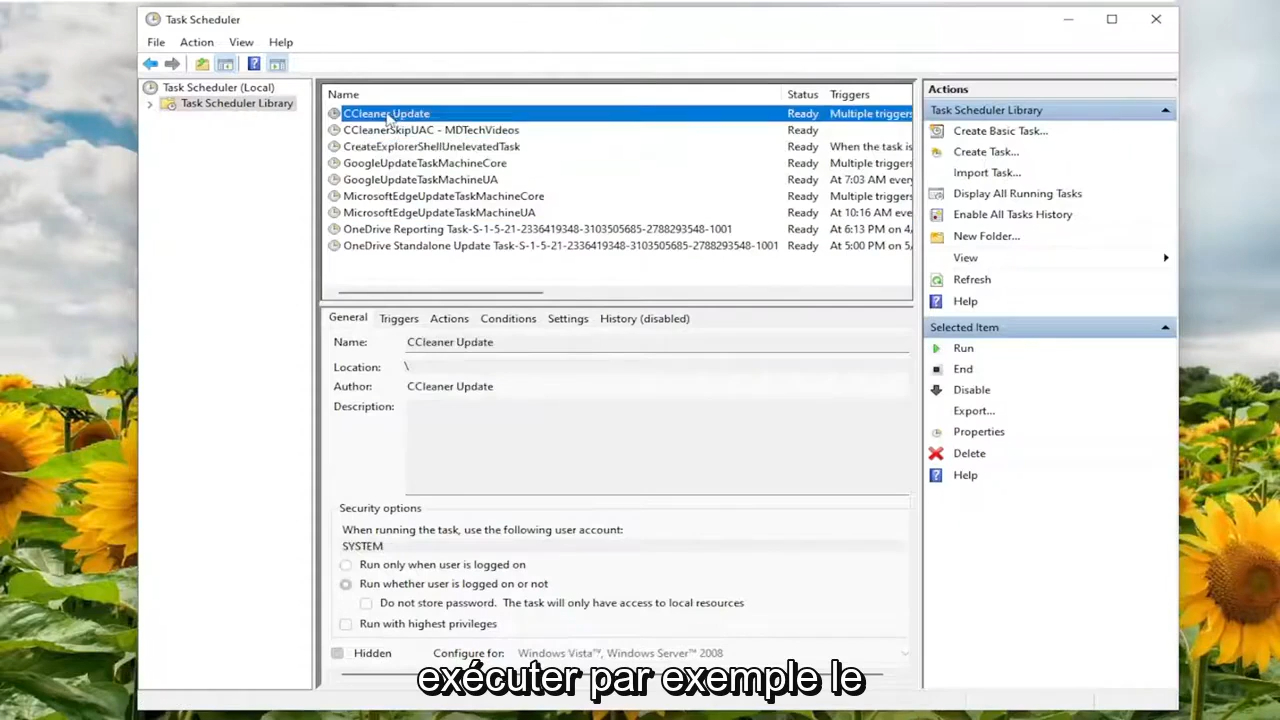 Task Scheduler
File Action View Help
Task Scheduler (Local)
Task Scheduler Library
Name Status Triggers
CCleaner Update Ready Multiple triggers
CCleanerSkipUAC - MDTechVideos Ready
CreateExplorerShellUnelevatedTask Ready When the task is
GoogleUpdateTaskMachineCore Ready Multiple triggers
GoogleUpdateTaskMachineUA Ready At 7:03 AM every
MicrosoftEdgeUpdateTaskMachineCore Ready Multiple triggers
MicrosoftEdgeUpdateTaskMachineUA Ready At 10:16 AM eve
OneDrive Reporting Task-S-1-5-21-2336419348-3103505685-2788293548-1001 Ready At 6:13 PM on 4/
OneDrive Standalone Update Task-S-1-5-21-2336419348-3103505685-2788293548-1001 Ready At 5:00 PM on 5/
General Triggers Actions Conditions Settings History (disabled)
Name: CCleaner Update
Location: \
Author: CCleaner Update
Description:
Security options
When running the task, use the following user account:
SYSTEM
Run only when user is logged on
Run whether user is logged on or not
Do not store password. The task will only have access to local resources
Run with highest privileges
Hidden Configure for: Windows Vista™, Windows Server™ 2008
Actions
Task Scheduler Library
Create Basic Task...
Create Task...
Import Task...
Display All Running Tasks
Enable All Tasks History
New Folder...
View
Refresh
Help
Selected Item
Run
End
Disable
Export...
Properties
Delete
Help
exécuter par exemple le